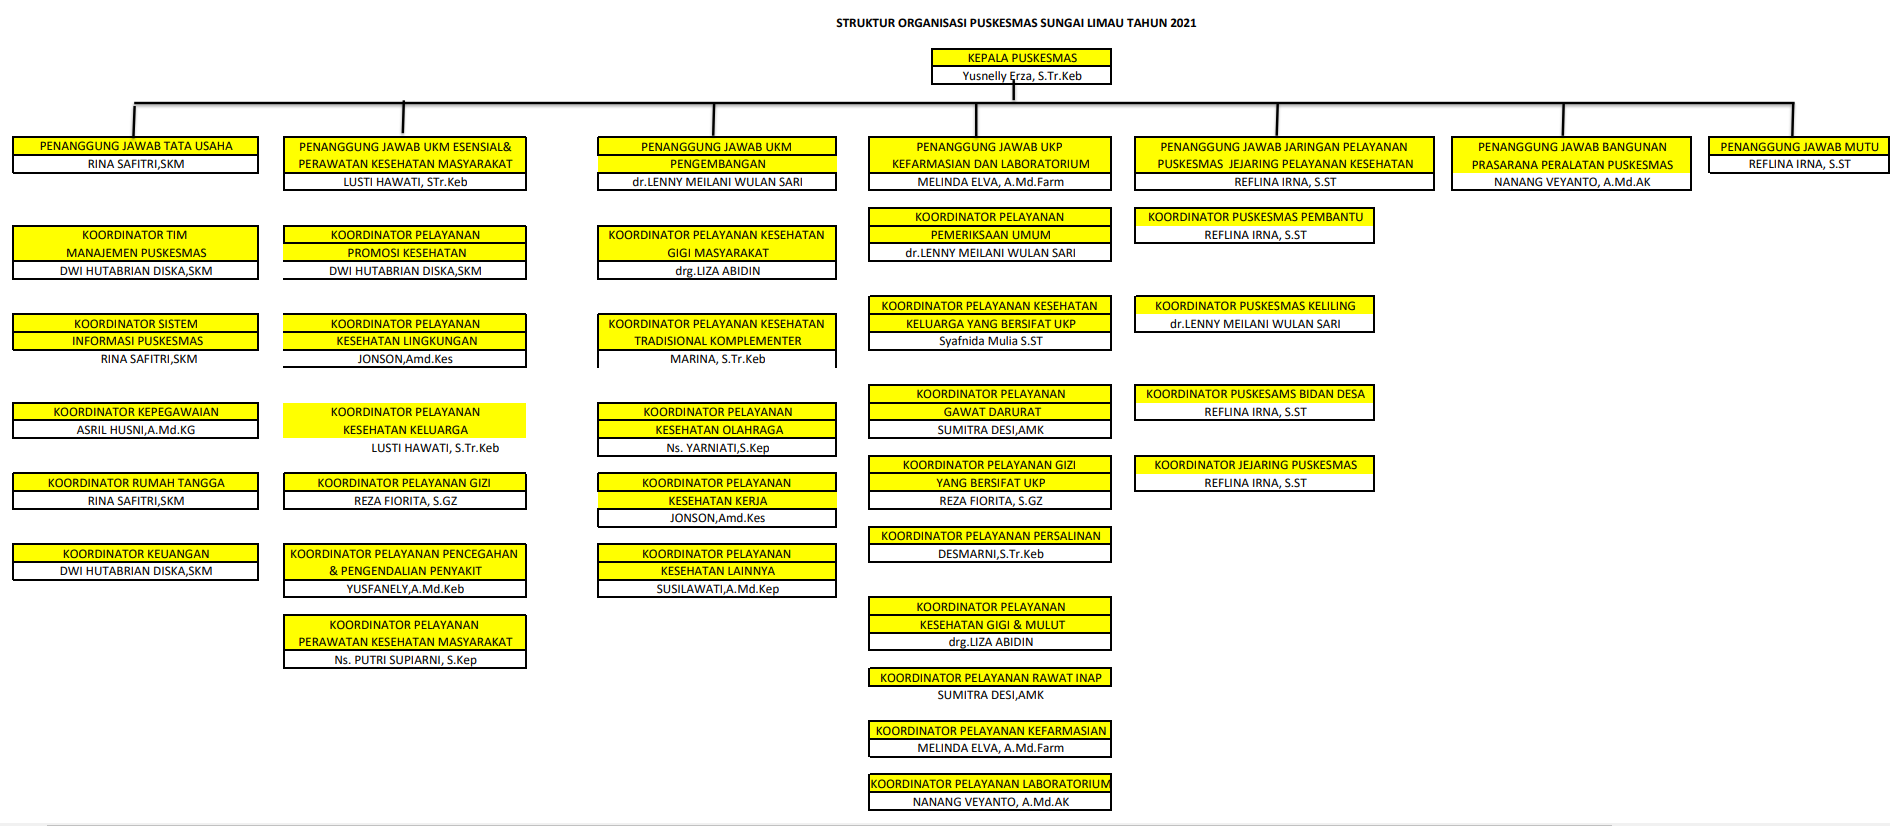 STRUKTUR ORGANISASI PUSKESMAS SUNGAI LIMAU TAHUN 2021
KEPALA PUSKESMAS
Yusnelly Erza, S.Tr.Keb
PENANGGUNG JAWAB TATA USAHA
RINA SAFITRI,SKM
KOORDINATOR TIM
MANAJEMEN PUSKESMAS
DWI HUTABRIAN DISKA,SKM
KOORDINATOR SISTEM
INFORMASI PUSKESMAS
RINA SAFITRI,SKM
KOORDINATOR KEPEGAWAIAN
ASRIL HUSNI,A.Md.KG
KOORDINATOR RUMAH TANGGA
RINA SAFITRI,SKM
KOORDINATOR KEUANGAN
DWI HUTABRIAN DISKA,SKM
PENANGGUNG JAWAB UKM ESENSIAL&
PERAWATAN KESEHATAN MASYARAKAT
LUSTI HAWATI, STr.Keb
KOORDINATOR PELAYANAN
PROMOSI KESEHATAN
DWI HUTABRIAN DISKA,SKM
KOORDINATOR PELAYANAN
KESEHATAN LINGKUNGAN
JONSON,Amd.Kes
KOORDINATOR PELAYANAN
KESEHATAN KELUARGA
LUSTI HAWATI, S.Tr.Keb
KOORDINATOR PELAYANAN GIZI
REZA FIORITA, S.GZ
KOORDINATOR PELAYANAN PENCEGAHAN
& PENGENDALIAN PENYAKIT
YUSFANELY,A.Md.Keb
KOORDINATOR PELAYANAN
PERAWATAN KESEHATAN MASYARAKAT
Ns. PUTRI SUPIARNI, S.Kep
PENANGGUNG JAWAB UKM
PENGEMBANGAN
dr.LENNY MEILANI WULAN SARI
KOORDINATOR PELAYANAN KESEHATAN
GIGI MASYARAKAT
drg.LIZA ABIDIN
KOORDINATOR PELAYANAN KESEHATAN
TRADISIONAL KOMPLEMENTER
MARINA, S.Tr.Keb
KOORDINATOR PELAYANAN
KESEHATAN OLAHRAGA
Ns. YARNIATI,S.Kep
KOORDINATOR PELAYANAN
KESEHATAN KERJA
JONSON,Amd.Kes
KOORDINATOR PELAYANAN
KESEHATAN LAINNYA
SUSILAWATI,A.Md.Kep
PENANGGUNG JAWAB UKP
KEFARMASIAN DAN LABORATORIUM
MELINDA ELVA, A.Md.Farm
KOORDINATOR PELAYANAN
PEMERIKSAAN UMUM
dr.LENNY MEILANI WULAN SARI
KOORDINATOR PELAYANAN KESEHATAN
KELUARGA YANG BERSIFAT UKP
Syafnida Mulia S.ST
KOORDINATOR PELAYANAN
GAWAT DARURAT
SUMITRA DESI,AMK
KOORDINATOR PELAYANAN GIZI
YANG BERSIFAT UKP
REZA FIORITA, S.GZ
KOORDINATOR PELAYANAN PERSALINAN
DESMARNI,S.Tr.Keb
KOORDINATOR PELAYANAN
KESEHATAN GIGI & MULUT
drg.LIZA ABIDIN
KOORDINATOR PELAYANAN RAWAT INAP
SUMITRA DESI,AMK
KOORDINATOR PELAYANAN KEFARMASIAN
MELINDA ELVA, A.Md.Farm
KOORDINATOR PELAYANAN LABORATORIUM
NANANG VEYANTO, A.Md.AK
PENANGGUNG JAWAB JARINGAN PELAYANAN
PUSKESMAS JEJARING PELAYANAN KESEHATAN
REFLINA IRNA, S.ST
KOORDINATOR PUSKESMAS PEMBANTU
REFLINA IRNA, S.ST
KOORDINATOR PUSKESMAS KELILING
dr.LENNY MEILANI WULAN SARI
KOORDINATOR PUSKESAMS BIDAN DESA
REFLINA IRNA, S.ST
KOORDINATOR JEJARING PUSKESMAS
REFLINA IRNA, S.ST
PENANGGUNG JAWAB BANGUNAN
PRASARANA PERALATAN PUSKESMAS
NANANG VEYANTO, A.Md.AK
PENANGGUNG JAWAB MUTU
REFLINA IRNA, S.ST